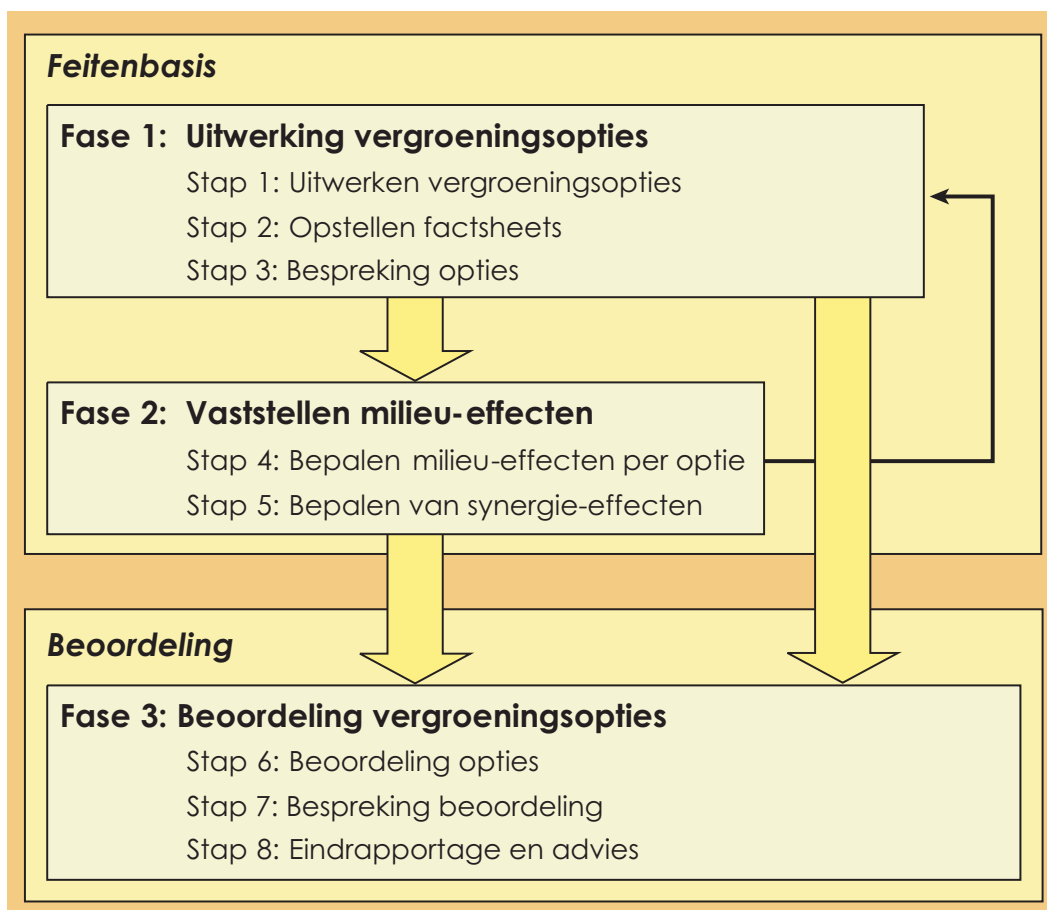 Feitenbasis
Fase 1: Uitwerking vergroeningsopties
Stap 1: Uitwerken vergroeningsopties
Stap 2: Opstellen factsheets
Stap 3: Bespreking opties
Fase 2: Vaststellen milieu-effecten
Stap 4: Bepalen milieu-effecten per optie
Stap 5: Bepalen van synergie-effecten
Beoordeling
Fase 3: Beoordeling vergroeningsopties
Stap 6: Beoordeling opties
Stap 7: Bespreking beoordeling
Stap 8: Eindrapportage en advies